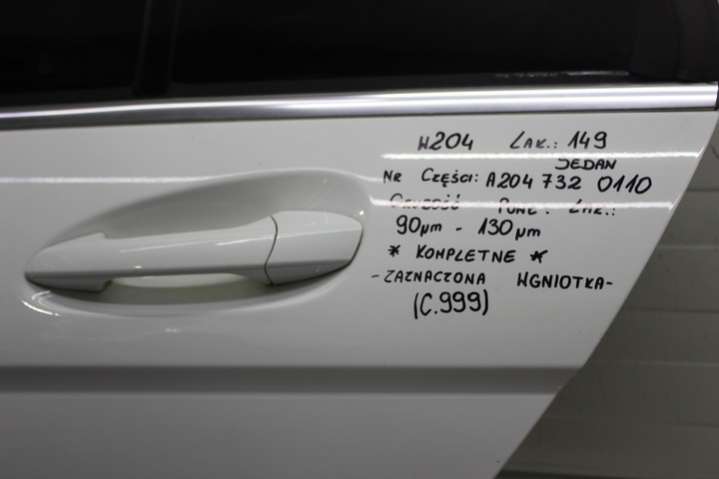 W204 LAK.: 149
SEDAN
NR CZĘŚCI: A204 732 0110
GRUBOŚĆ POWŁ. LAK.:
90µm - 130µm
* KOMPLETNE *
- ZAZNACZONA WGNIOTKA -
(C.999)